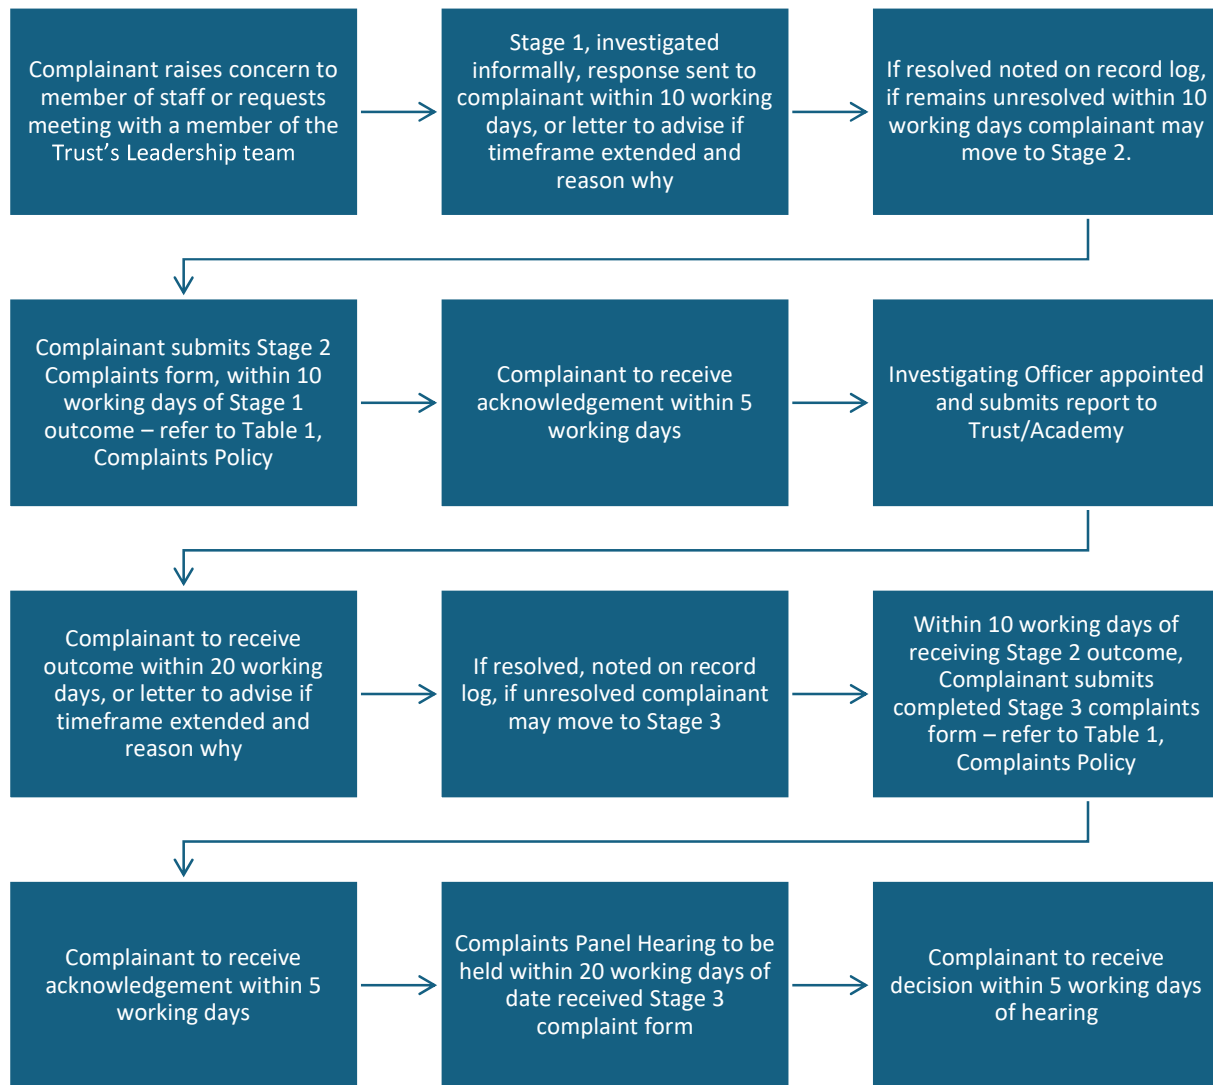 Complainant raises concern to
member of staff or requests
meeting with a member of the
Trust's Leadership team
Stage 1, investigated
informally, response sent to
complainant within 10 working
days, or letter to advise if
timeframe extended and
reason why
If resolved noted on record log,
if remains unresolved within 10
working days complainant may
move to Stage 2.
Complainant submits Stage 2
Complaints form, within 10
working days of Stage 1
outcome – refer to Table 1,
Complaints Policy
Complainant to receive
acknowledgement within 5
working days
Investigating Officer appointed
and submits report to
Trust/Academy
Complainant to receive
outcome within 20 working
days, or letter to advise if
timeframe extended and
reason why
If resolved, noted on record
log, if unresolved complainant
may move to Stage 3
Within 10 working days of
receiving Stage 2 outcome,
Complainant submits
completed Stage 3 complaints
form – refer to Table 1,
Complaints Policy
Complainant to receive
acknowledgement within 5
working days
Complaints Panel Hearing to be
held within 20 working days of
date received Stage 3
complaint form
Complainant to receive
decision within 5 working days
of hearing